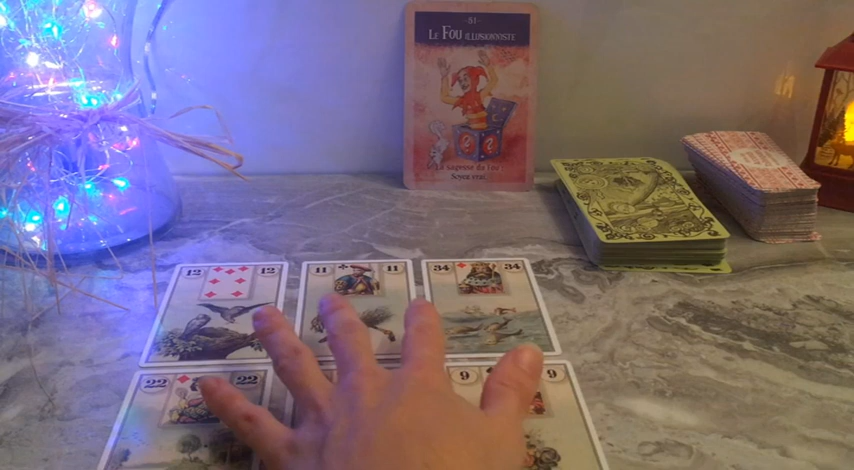 51
LE FOU ILLUSIONNISTE
La sagesse du fou :
Soyez vrai.
12 12
11 11
34 34
22 22
9 9